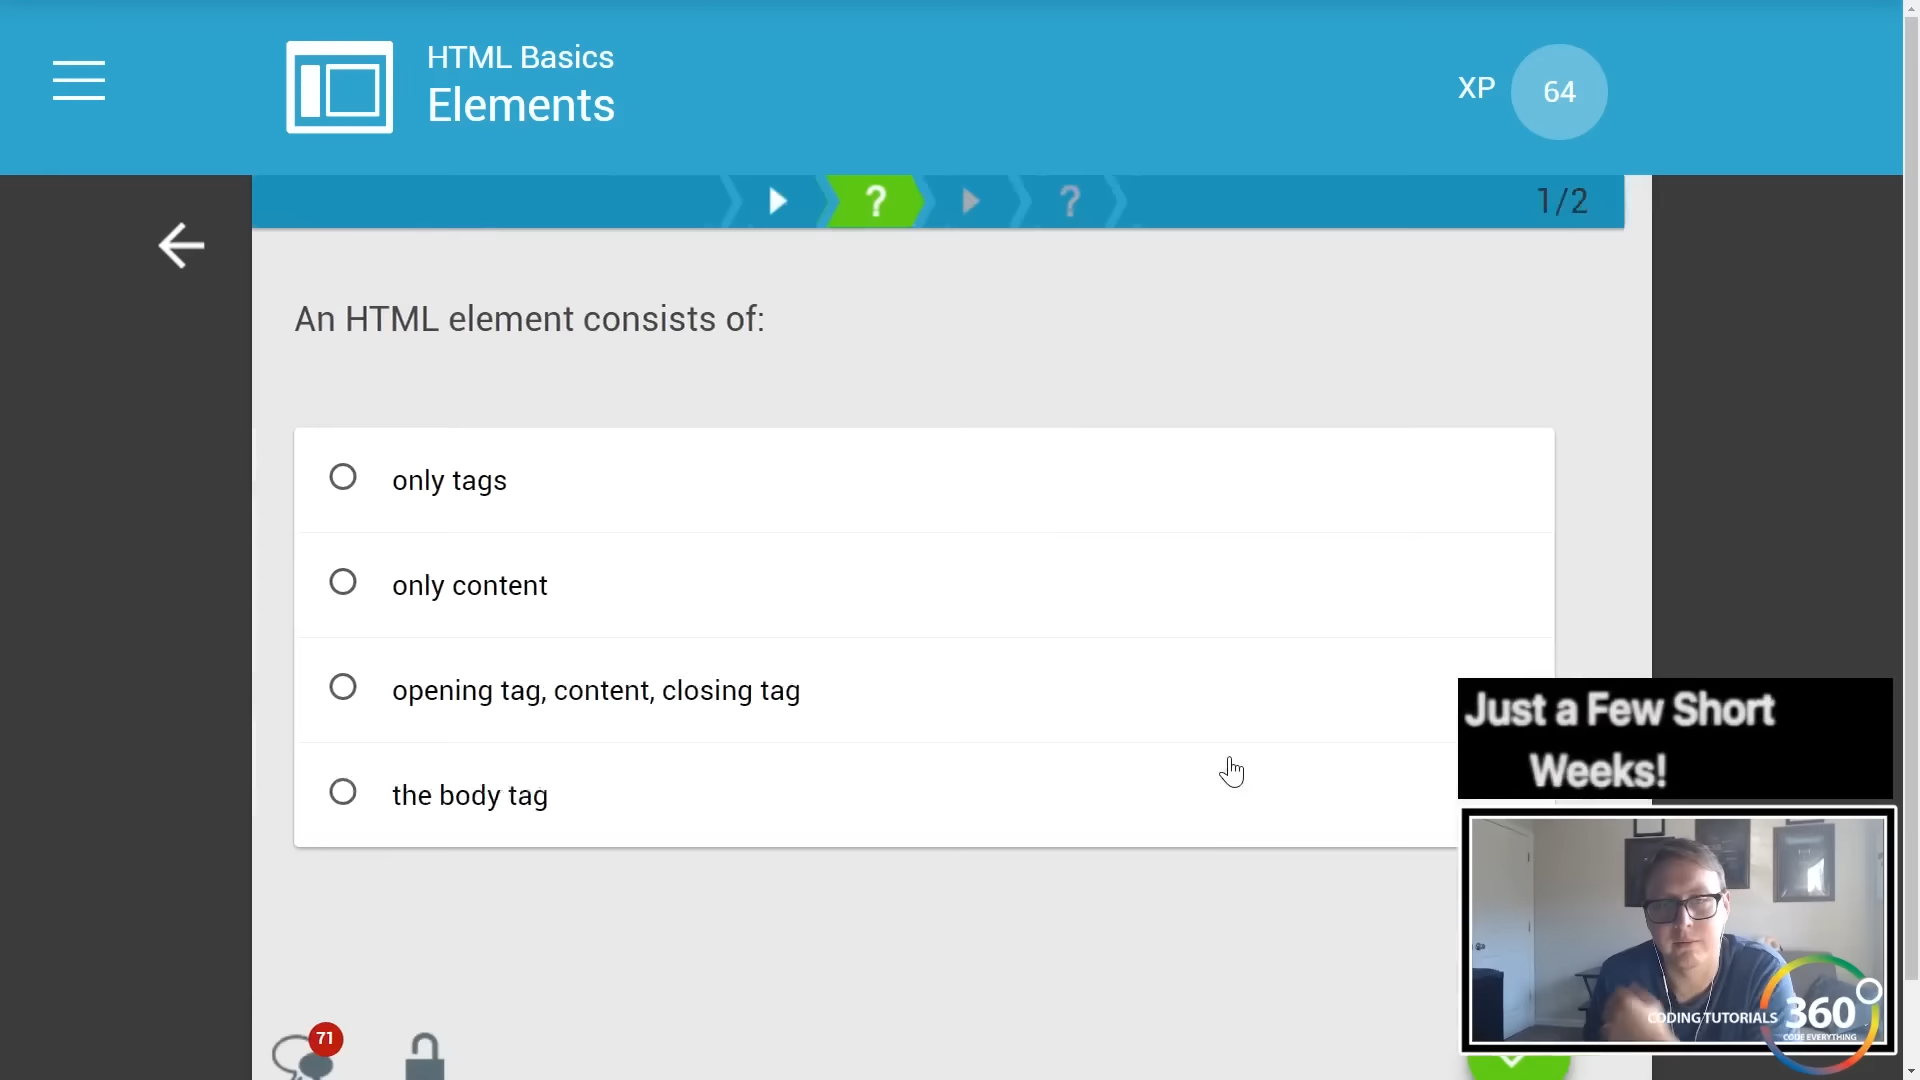 HTML Basics
Elements
XP 64
? ? 1/2
An HTML element consists of:
only tags
only content
opening tag, content, closing tag
the body tag
Just a Few Short
Weeks!
71
CODING TUTORIALS 360
CODE EVERYTHING